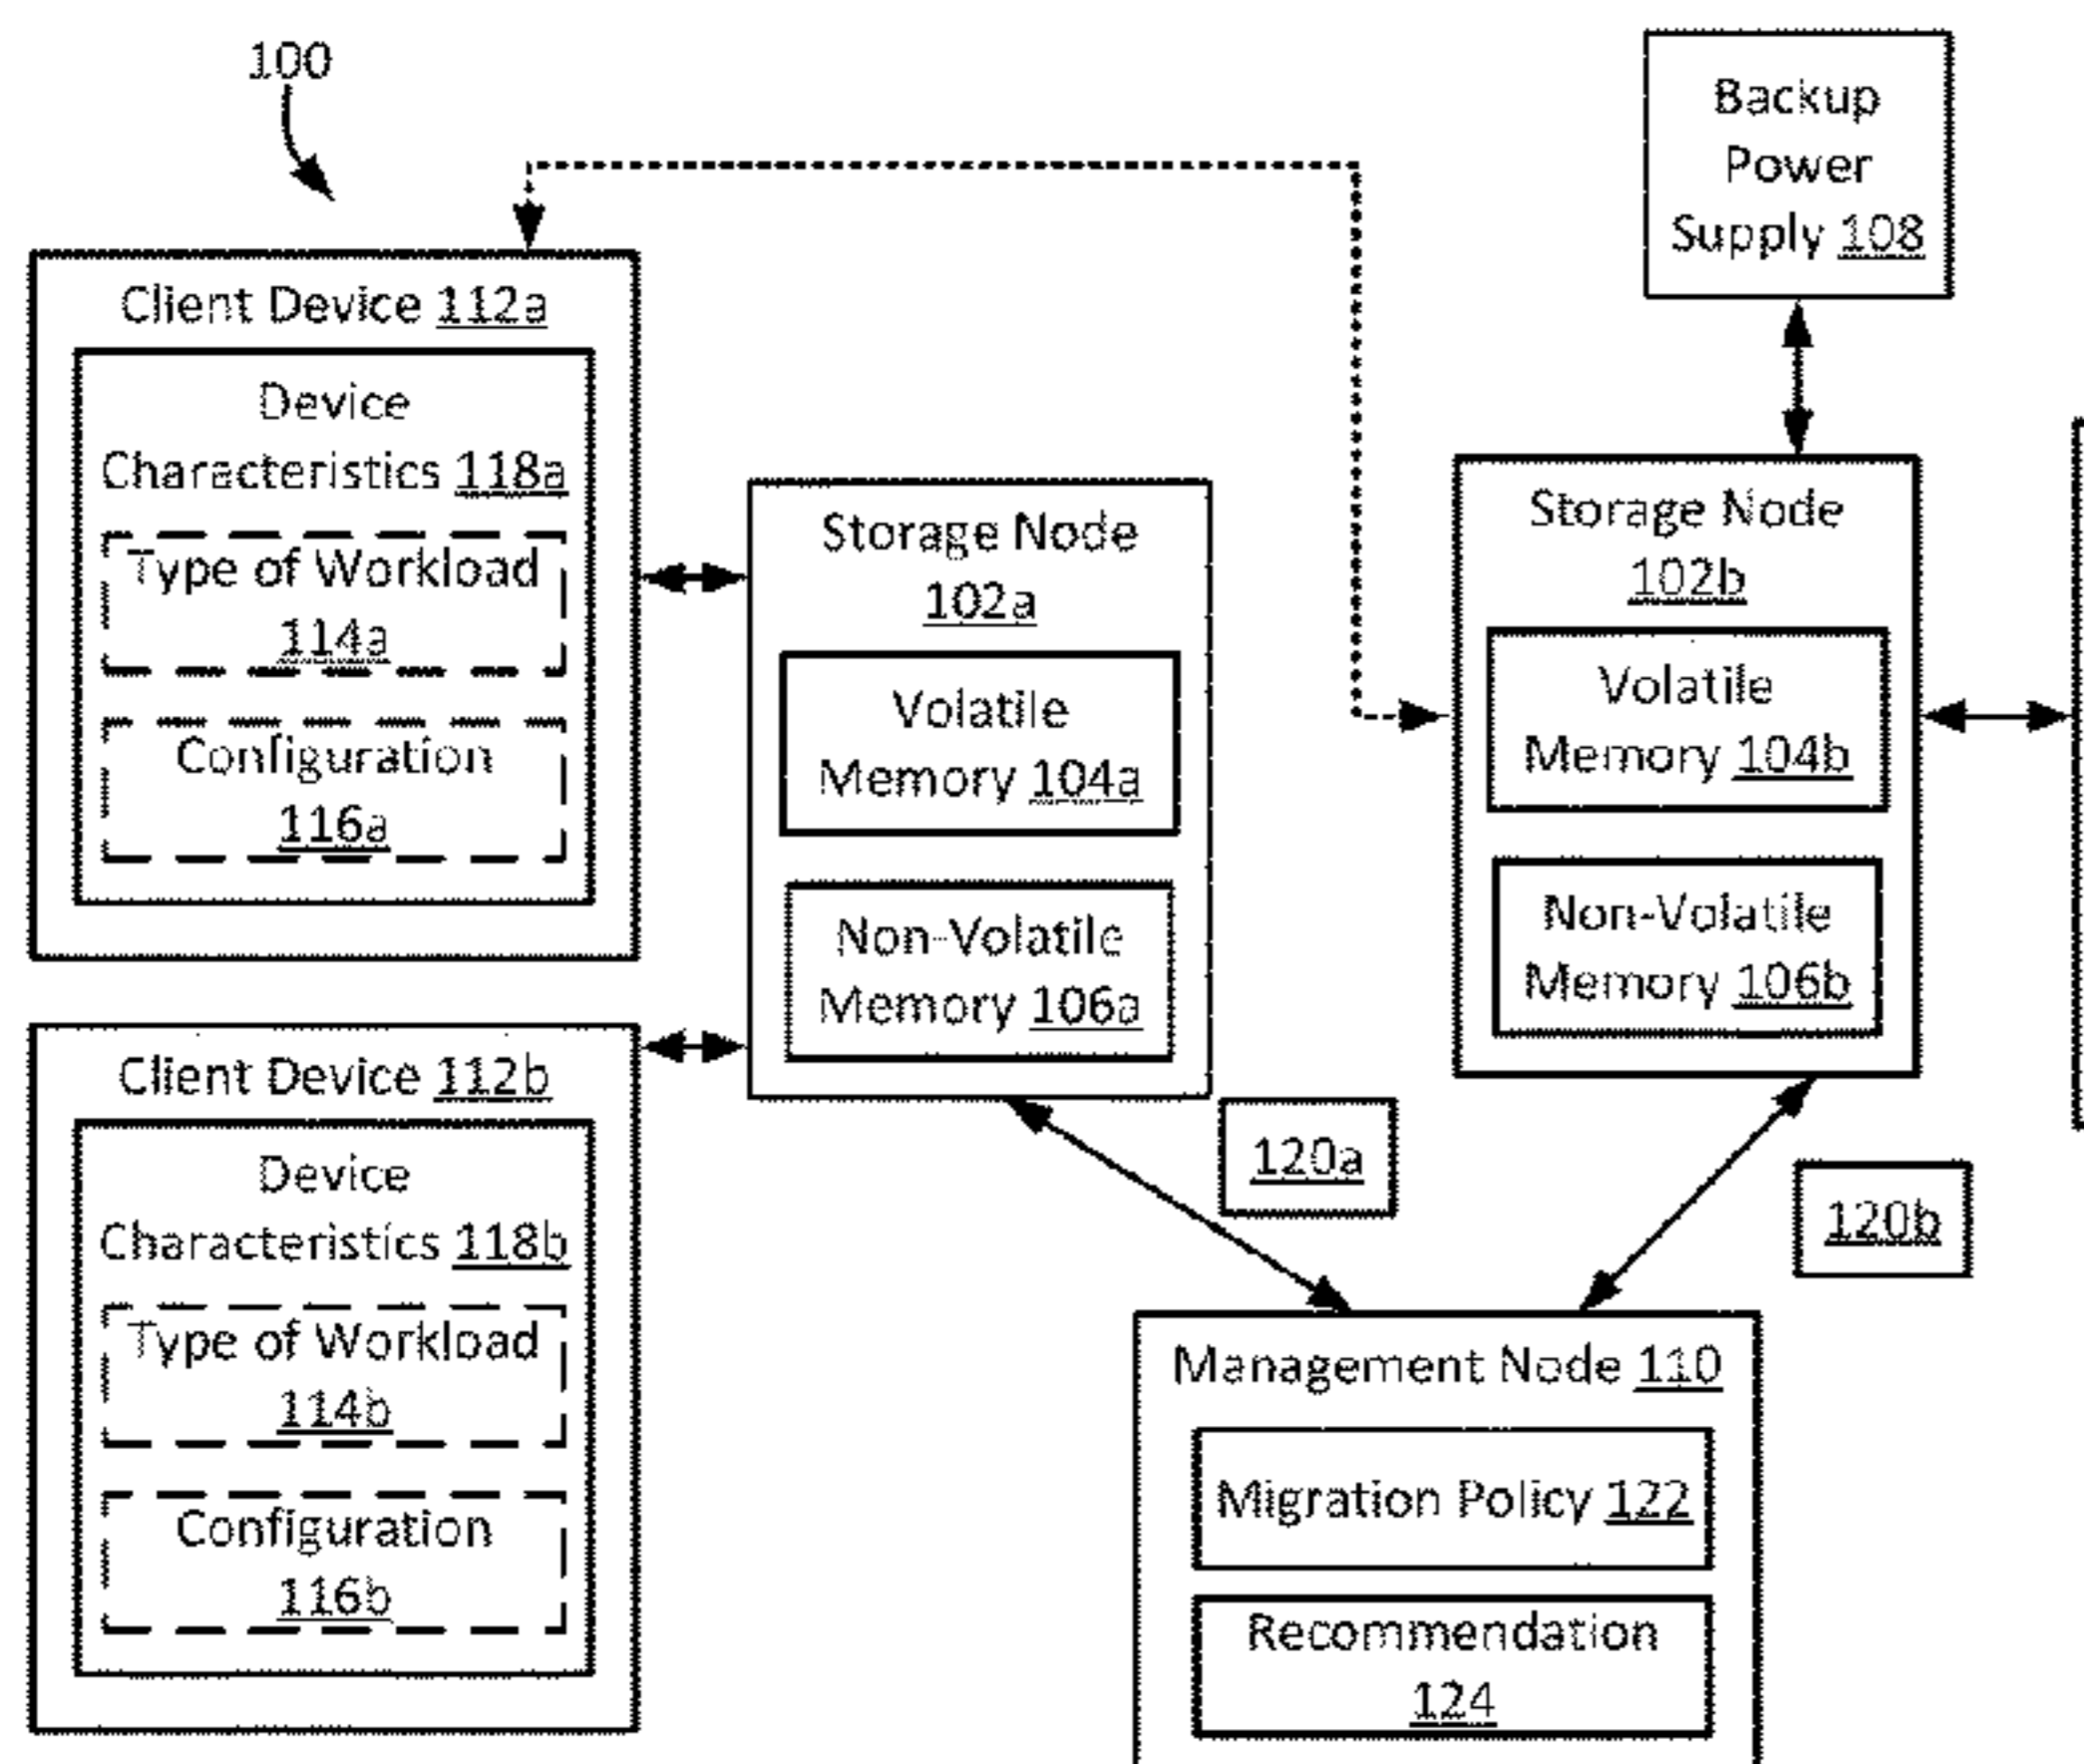 100
Backup
Power
Supply 108
Client Device 112a
Device
Characteristics 118a
Type of Workload
114a
Configuration
116a
Storage Node
102a
Volatile
Memory 104a
Non-Volatile
Memory 106a
Storage Node
102b
Volatile
Memory 104b
Non-Volatile
Memory 106b
Client Device 112b
Device
Characteristics 118b
Type of Workload
114b
Configuration
116b
120a
120b
Management Node 110
Migration Policy 122
Recommendation
124